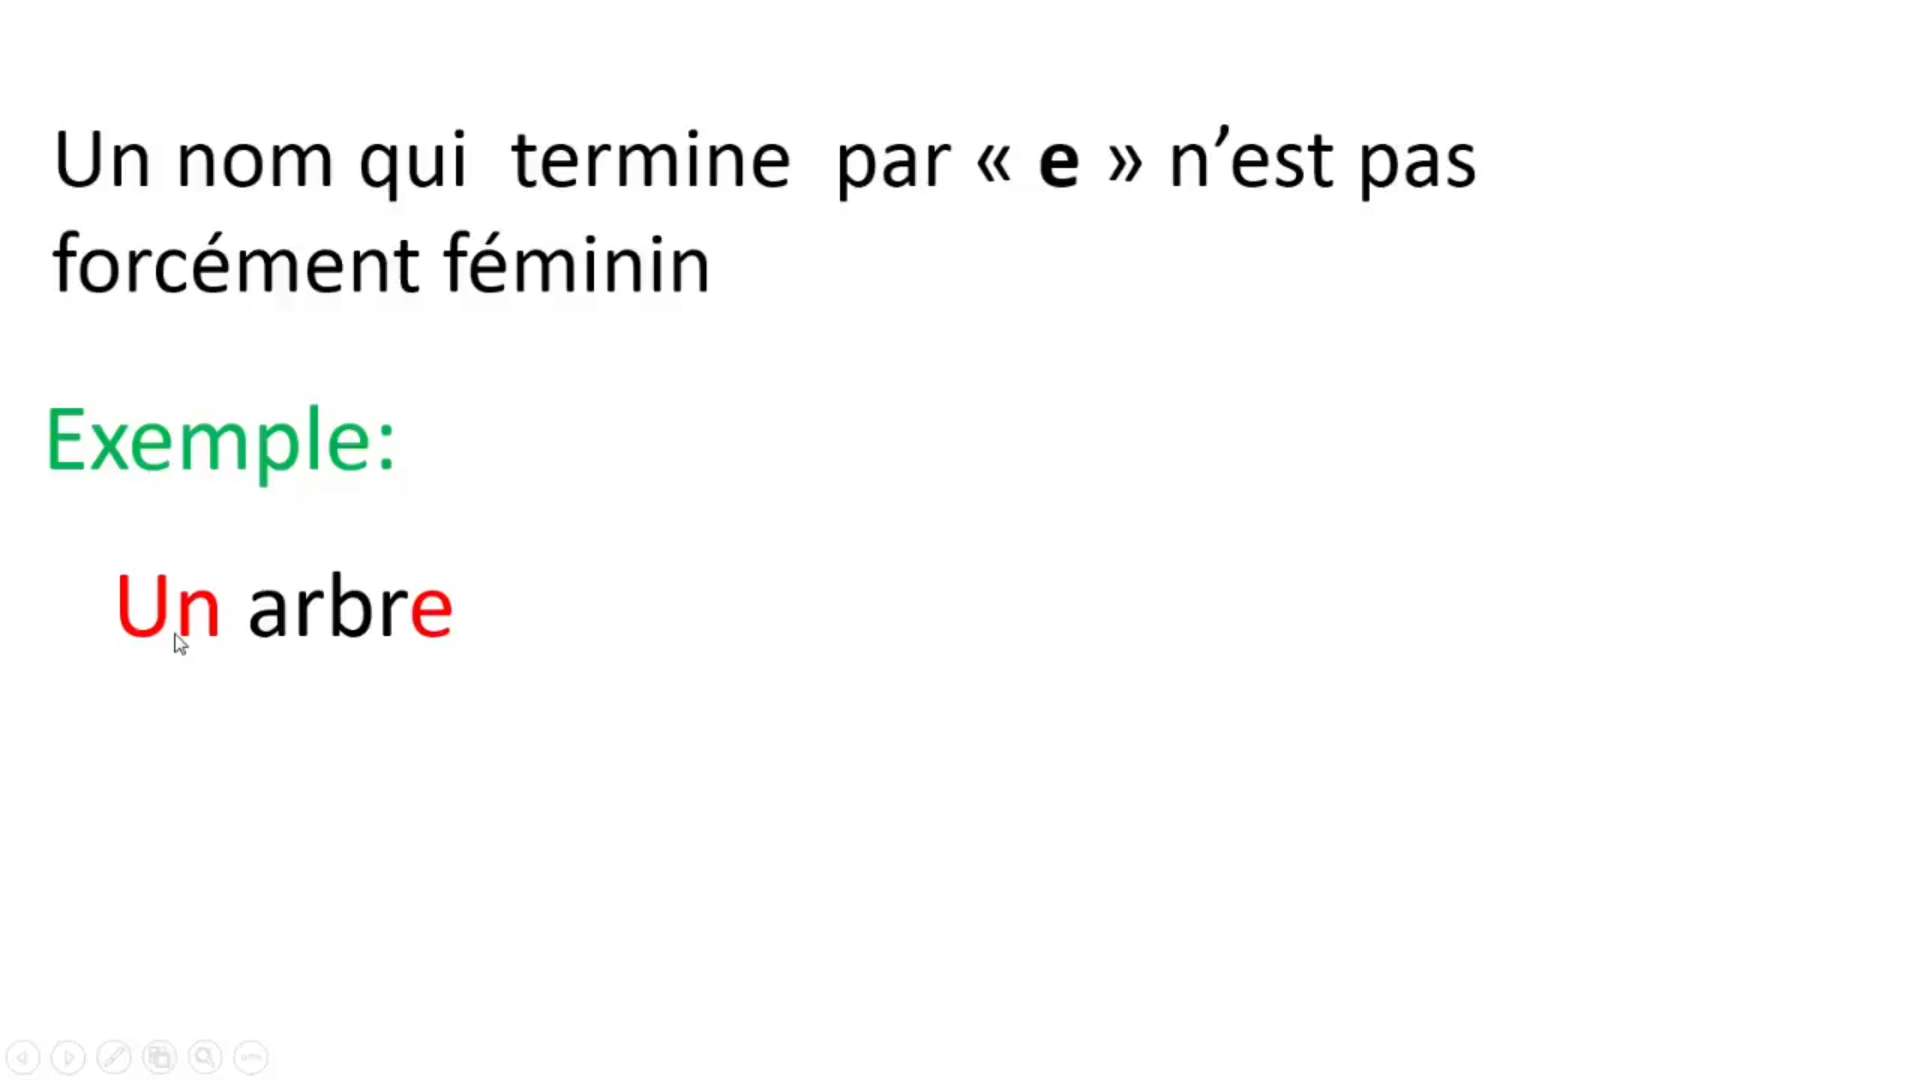 Un nom qui termine par « e » n’est pas
forcément féminin
Exemple:
Un arbre